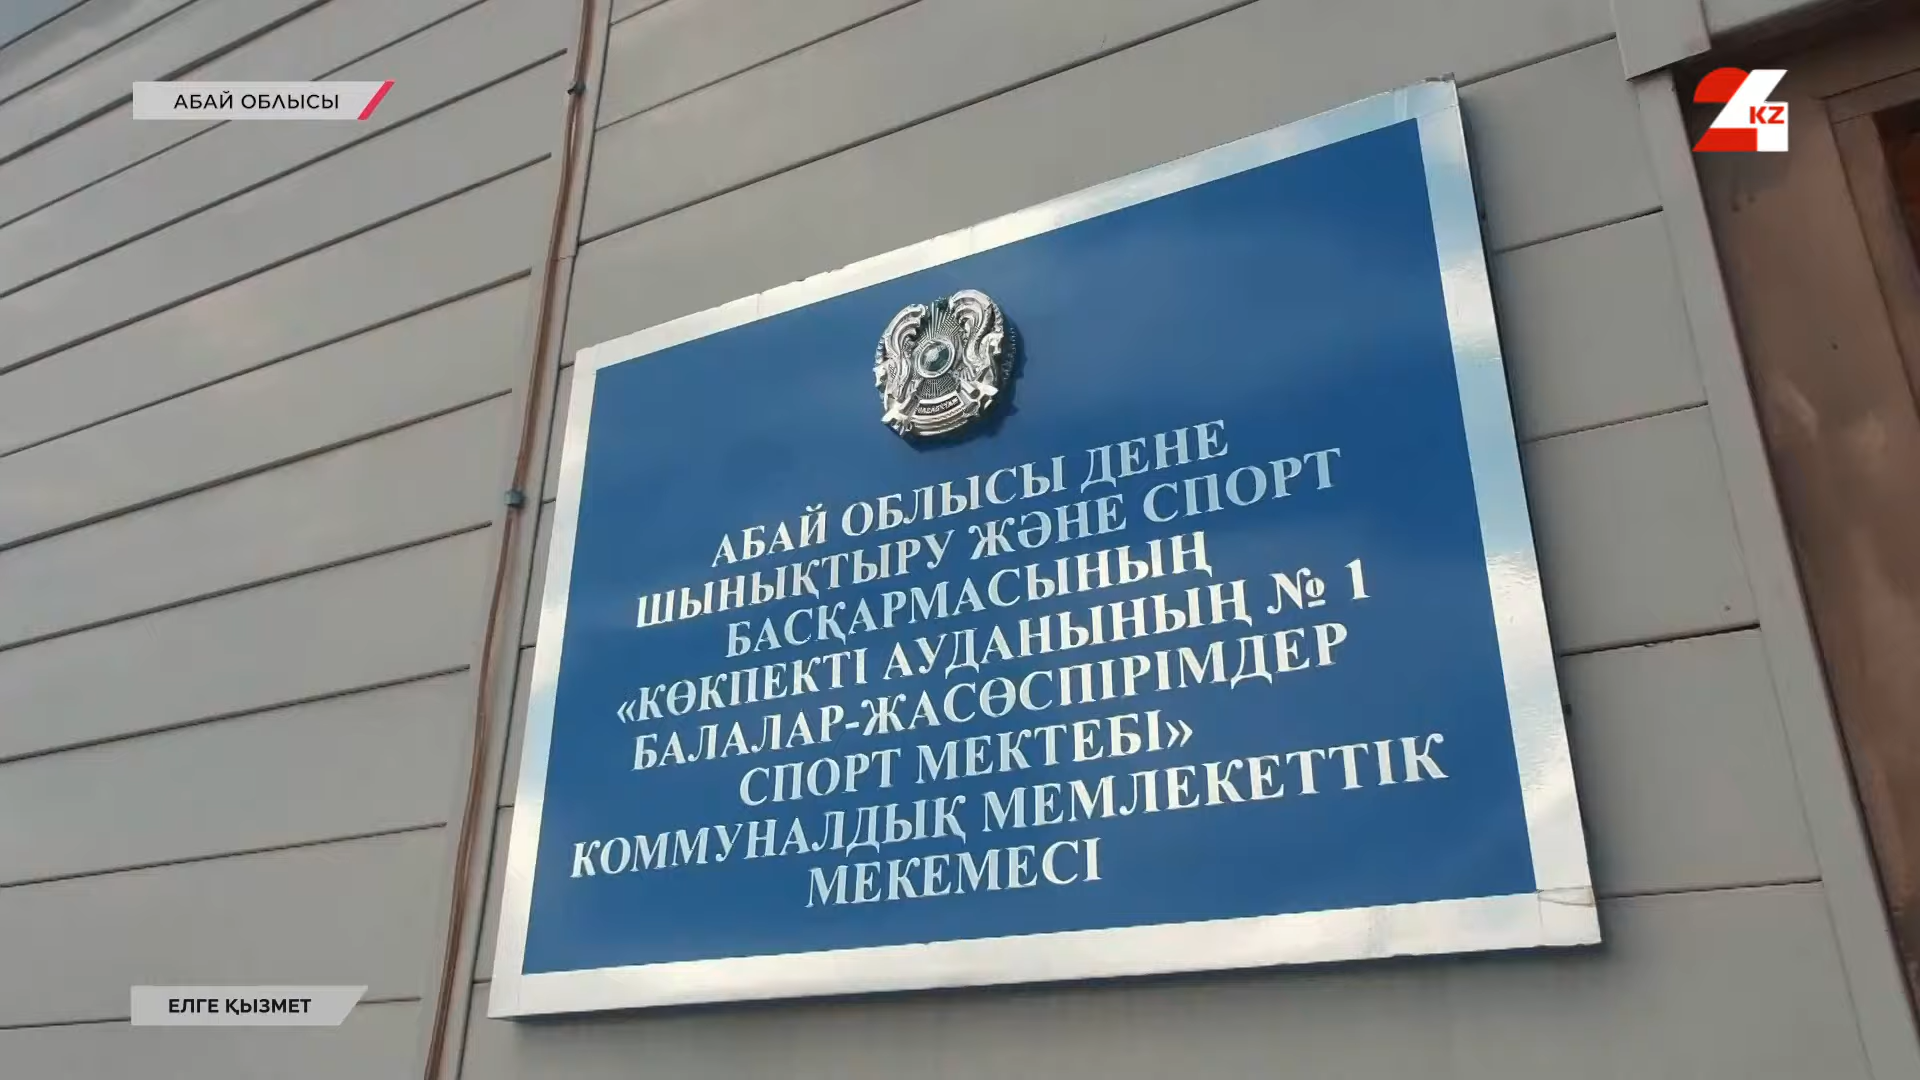 АБАЙ ОБЛЫСЫ
24 KZ
АБАЙ ОБЛЫСЫ ДЕНЕ
ШЫНЫҚТЫРУ ЖӘНЕ СПОРТ
БАСҚАРМАСЫНЫҢ
«КӨКПЕКТІ АУДАНЫНЫҢ № 1
БАЛАЛАР-ЖАСӨСПІРІМДЕР
СПОРТ МЕКТЕБІ»
КОММУНАЛДЫҚ МЕМЛЕКЕТТІК
МЕКЕМЕСІ
ЕЛГЕ ҚЫЗМЕТ